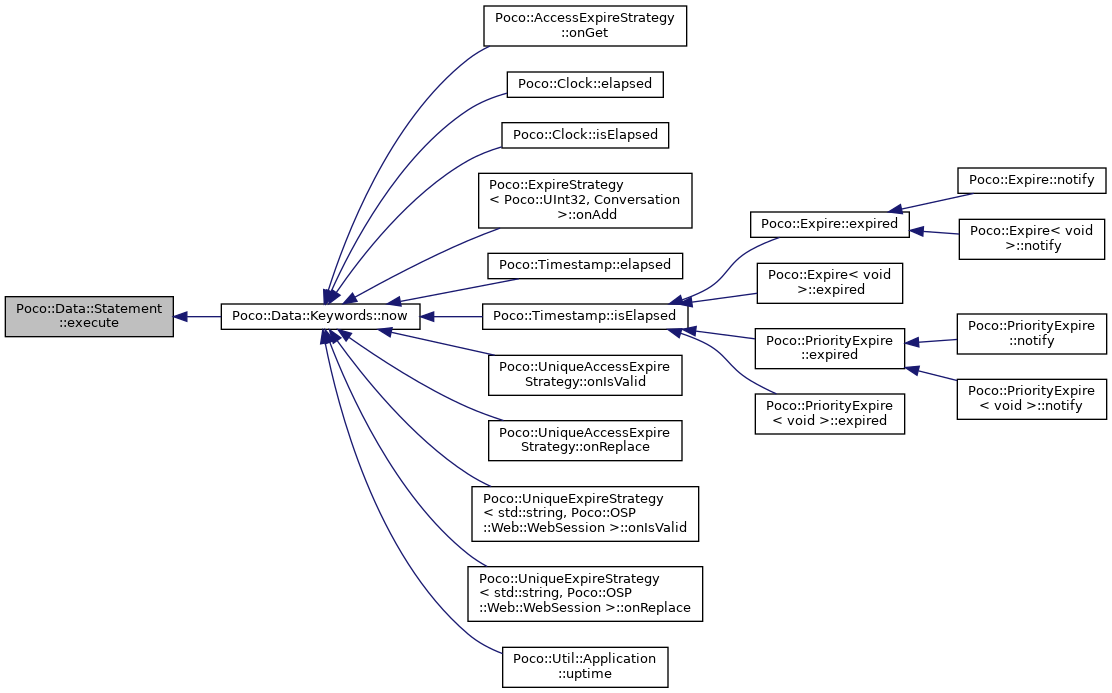 Poco::Data::Statement
::execute
Poco::Data::Keywords::now
Poco::AccessExpireStrategy
::onGet
Poco::Clock::elapsed
Poco::Clock::isElapsed
Poco::ExpireStrategy
< Poco::UInt32, Conversation
>::onAdd
Poco::Timestamp::elapsed
Poco::Timestamp::isElapsed
Poco::UniqueAccessExpire
Strategy::onIsValid
Poco::UniqueAccessExpire
Strategy::onReplace
Poco::UniqueExpireStrategy
< std::string, Poco::OSP
::Web::WebSession >::onIsValid
Poco::UniqueExpireStrategy
< std::string, Poco::OSP
::Web::WebSession >::onReplace
Poco::Util::Application
::uptime
Poco::Expire::expired
Poco::Expire< void
>::expired
Poco::PriorityExpire
::expired
Poco::PriorityExpire
< void >::expired
Poco::Expire::notify
Poco::Expire< void
>::notify
Poco::PriorityExpire
::notify
Poco::PriorityExpire
< void >::notify